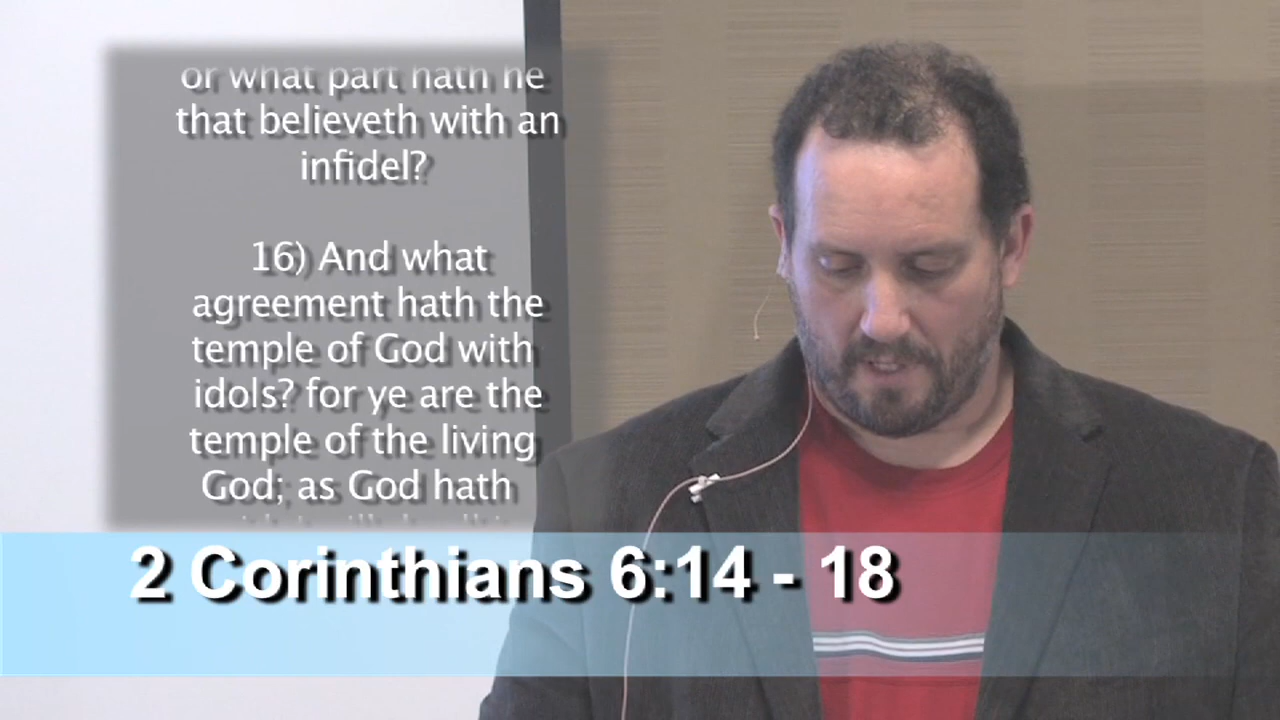 or what part hath he
that believeth with an
infidel?
16) And what
agreement hath the
temple of God with
idols? for ye are the
temple of the living
God; as God hath
2 Corinthians 6:14 - 18